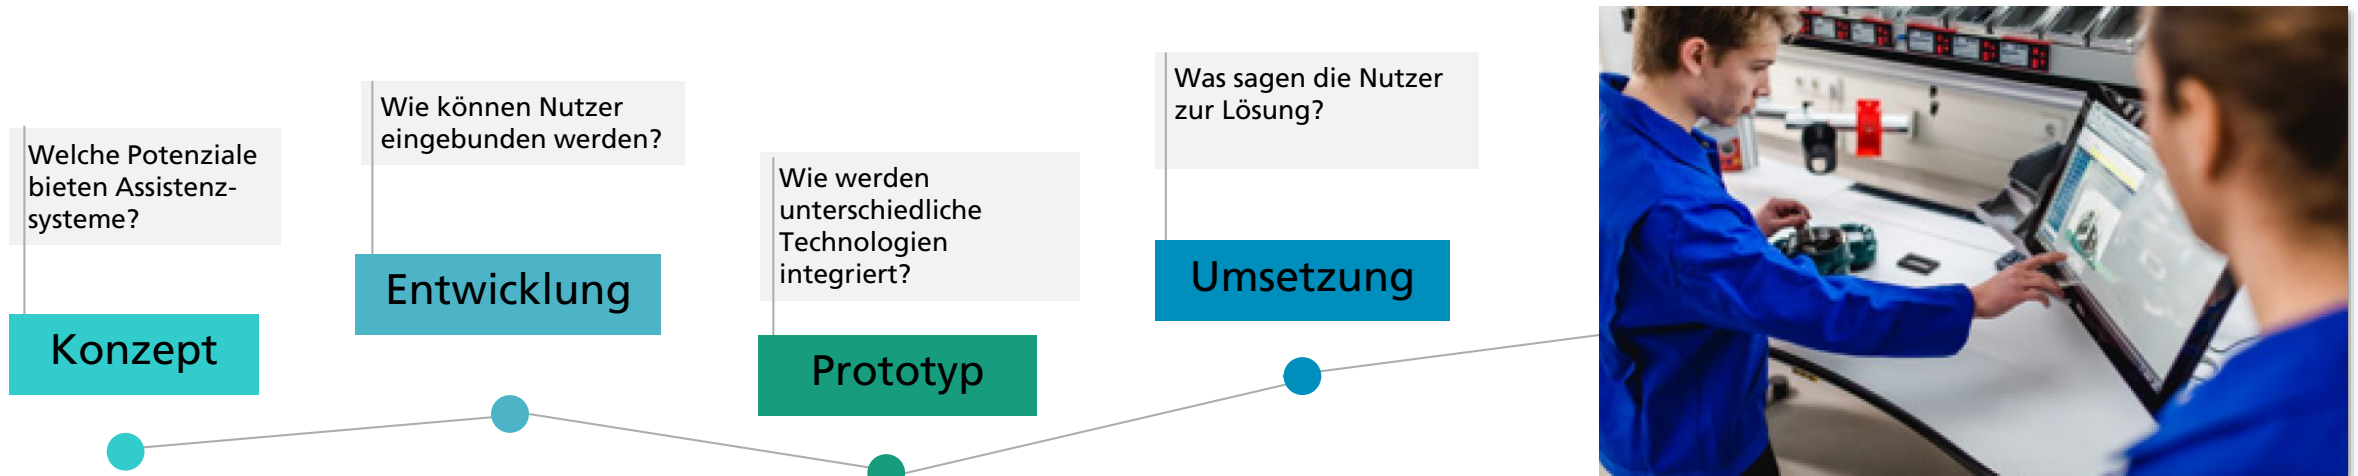 Welche Potenziale
bieten Assistenz-
systeme?
Konzept
Wie können Nutzer
eingebunden werden?
Entwicklung
Wie werden
unterschiedliche
Technologien
integriert?
Prototyp
Was sagen die Nutzer
zur Lösung?
Umsetzung